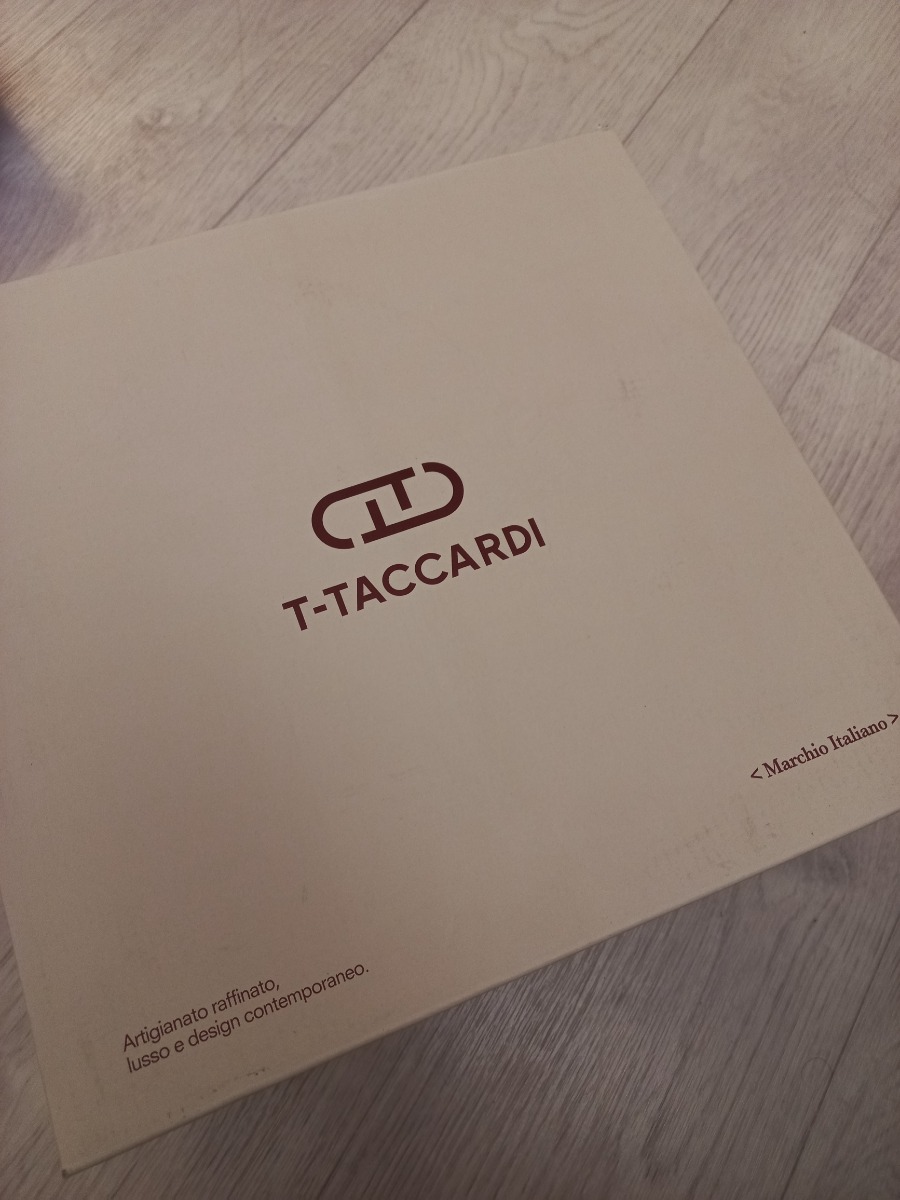 T-TACCARDI
< Marchio Italiano >
Artigianato raffinato,
lusso e design contemporaneo.